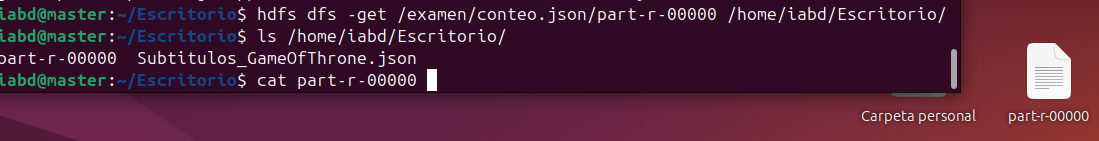 iabd@master:~/Escritorio$ hdfs dfs -get /examen/conteo.json/part-r-00000 /home/iabd/Escritorio/
iabd@master:~/Escritorio$ ls /home/iabd/Escritorio/
part-r-00000  Subtitulos_GameOfThrone.json
iabd@master:~/Escritorio$ cat part-r-00000
Carpeta personal
part-r-00000